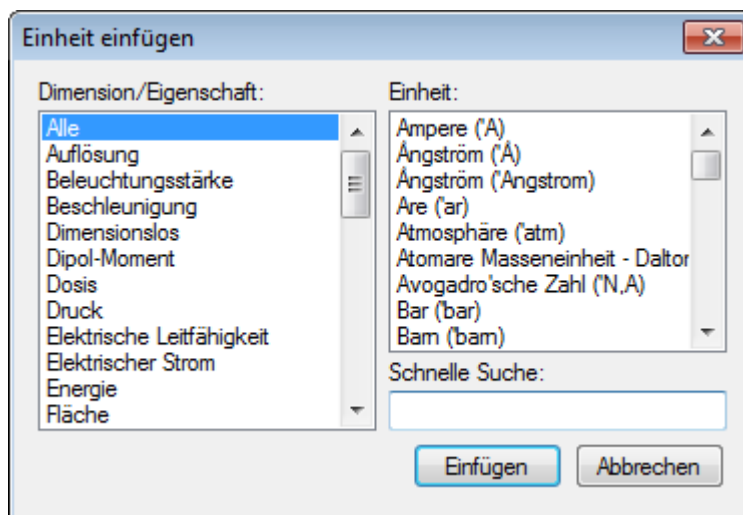 Einheit einfügen
Dimension/Eigenschaft:
Alle
Auflösung
Beleuchtungsstärke
Beschleunigung
Dimensionslos
Dipol-Moment
Dosis
Druck
Elektrische Leitfähigkeit
Elektrischer Strom
Energie
Fläche
Einheit:
Ampere ('A)
Ångström ('Å)
Ångström ('Angstrom)
Are ('ar)
Atmosphäre ('atm)
Atomare Masseneinheit - Dalton
Avogadro'sche Zahl ('N,A)
Bar ('bar)
Barn ('barn)
Schnelle Suche:
Einfügen
Abbrechen